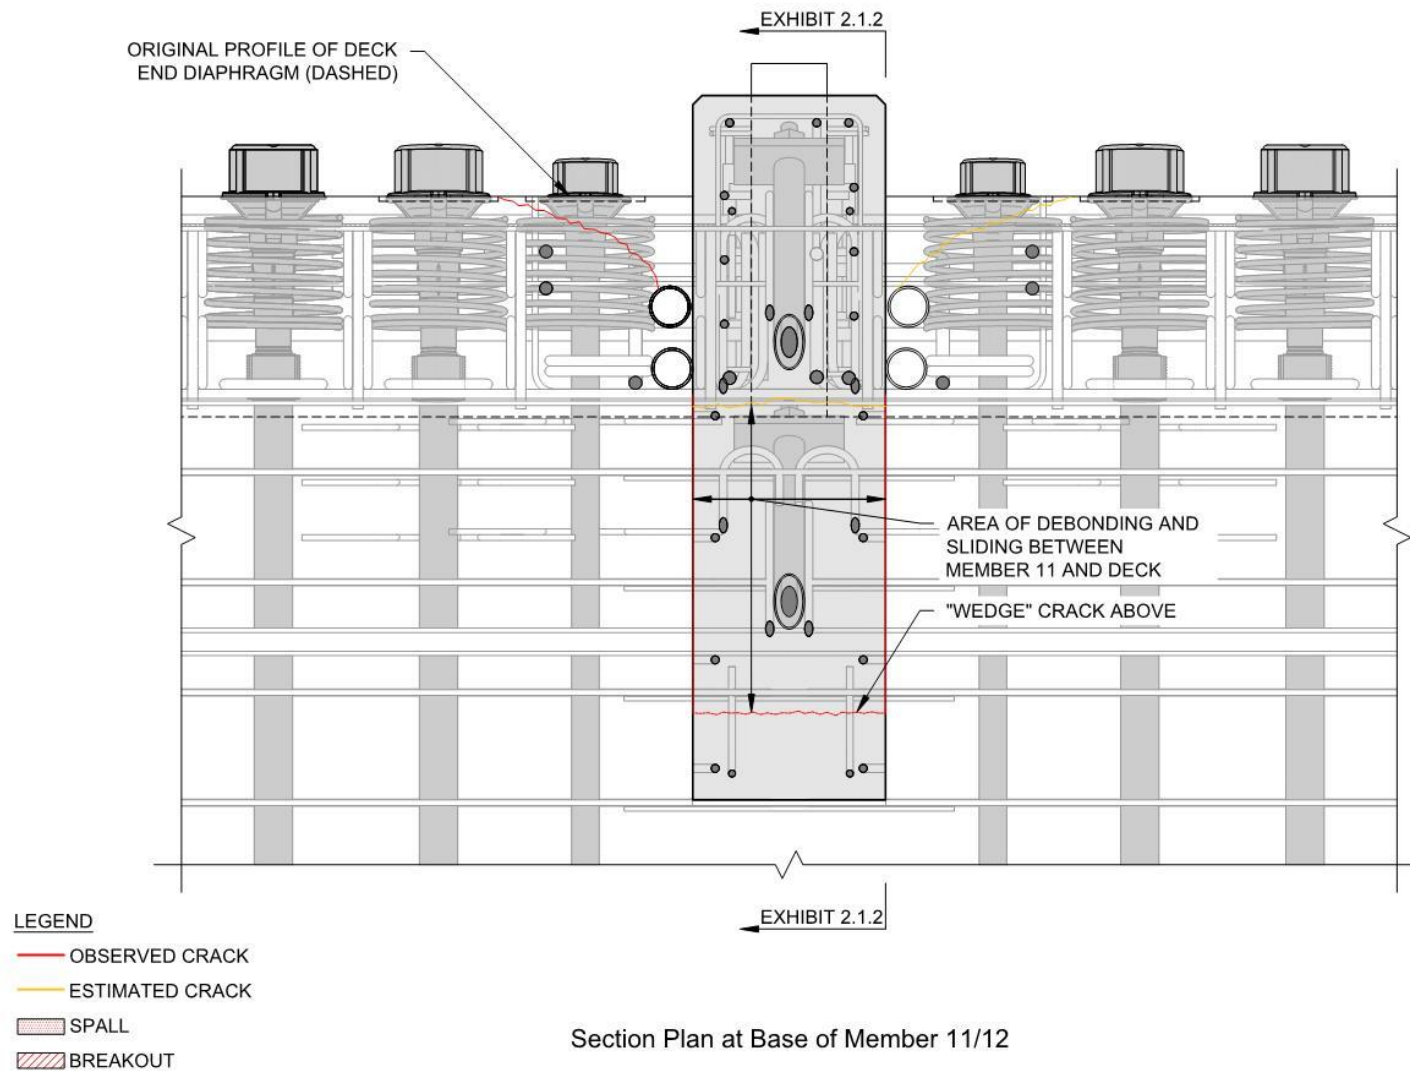 EXHIBIT 2.1.2
ORIGINAL PROFILE OF DECK
END DIAPHRAGM (DASHED)
AREA OF DEBONDING AND
SLIDING BETWEEN
MEMBER 11 AND DECK
"WEDGE" CRACK ABOVE
EXHIBIT 2.1.2
LEGEND
OBSERVED CRACK
ESTIMATED CRACK
SPALL
BREAKOUT
Section Plan at Base of Member 11/12